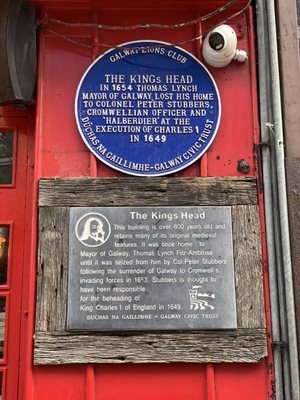 GALWAY LIONS CLUB
THE KINGs HEAD
IN 1654 THOMAS LYNCH
MAYOR OF GALWAY LOST HIS HOME
TO COLONEL PETER STUBBERS,
CROMWELLIAN OFFICER AND
"HALBERDIER" AT THE
EXECUTION OF CHARLES I
IN 1649
DUCHAS NA GAILLIMHE-GALWAY CIVIC TRUST
The Kings Head
This building is over 800 years old and
retains many of its original medieval
features. It was once home to
Mayor of Galway, Thomas Lynch Fitz-Ambrose
until it was seized from him by Col.Peter Stubbers
following the surrender of Galway to Cromwell's
invading forces in 1653. Stubbers is thought to
have been responsible
for the beheading of
King Charles I of England in 1649.
DUCHAS NA GAILLIMHE - GALWAY CIVIC TRUST